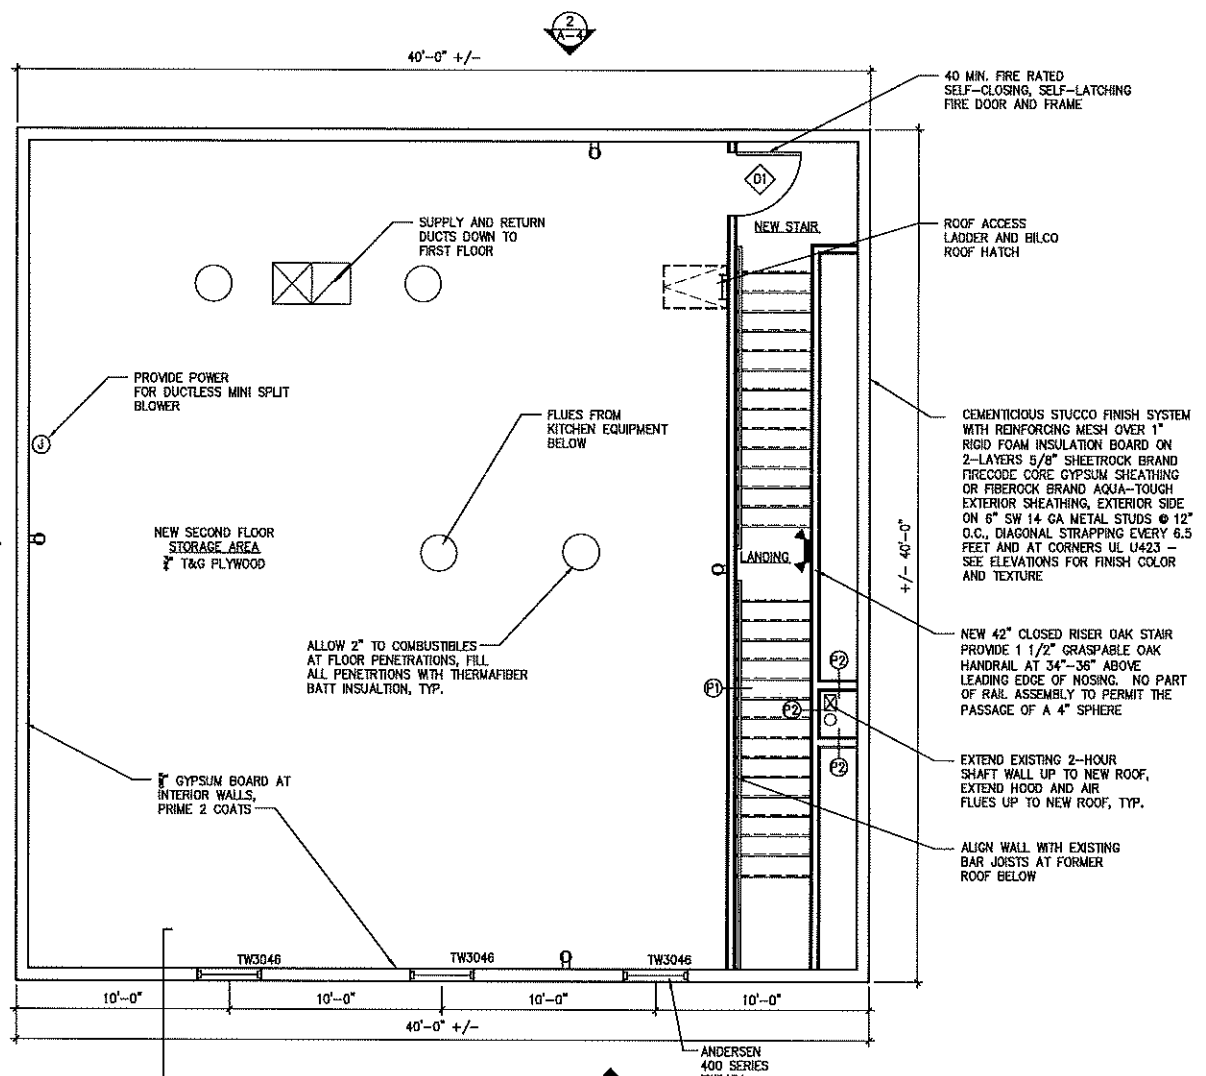 2
A-4
40'-0" +/-
40 MIN. FIRE RATED
SELF-CLOSING, SELF-LATCHING
FIRE DOOR AND FRAME
01
NEW STAIR
SUPPLY AND RETURN
DUCTS DOWN TO
FIRST FLOOR
ROOF ACCESS
LADDER AND BILCO
ROOF HATCH
PROVIDE POWER
FOR DUCTLESS MINI SPLIT
BLOWER
J
FLUES FROM
KITCHEN EQUIPMENT
BELOW
CEMENTICIOUS STUCCO FINISH SYSTEM
WITH REINFORCING MESH OVER 1"
RIGID FOAM INSULATION BOARD ON
2-LAYERS 5/8" SHEETROCK BRAND
FIRECODE CORE GYPSUM SHEATHING
OR FIBEROCK BRAND AQUA-TOUGH
EXTERIOR SHEATHING, EXTERIOR SIDE
ON 6" SW 14 GA METAL STUDS @ 12"
O.C., DIAGONAL STRAPPING EVERY 6.5
FEET AND AT CORNERS UL U423 -
SEE ELEVATIONS FOR FINISH COLOR
AND TEXTURE
+/- 40'-0"
NEW SECOND FLOOR
STORAGE AREA
T&G PLYWOOD
LANDING
ALLOW 2" TO COMBUSTIBLES
AT FLOOR PENETRATIONS, FILL
ALL PENETRTIONS WITH THERMAFIBER
BATT INSUALTION, TYP.
NEW 42" CLOSED RISER OAK STAIR
PROVIDE 1 1/2" GRASPABLE OAK
HANDRAIL AT 34"-36" ABOVE
LEADING EDGE OF NOSING. NO PART
OF RAIL ASSEMBLY TO PERMIT THE
PASSAGE OF A 4" SPHERE
P2
P1
P2
P2
GYPSUM BOARD AT
INTERIOR WALLS,
PRIME 2 COATS
EXTEND EXISTING 2-HOUR
SHAFT WALL UP TO NEW ROOF,
EXTEND HOOD AND AIR
FLUES UP TO NEW ROOF, TYP.
ALIGN WALL WITH EXISTING
BAR JOISTS AT FORMER
ROOF BELOW
TW3046
TW3046
TW3046
10'-0"
10'-0"
10'-0"
10'-0"
40'-0" +/-
ANDERSEN
400 SERIES